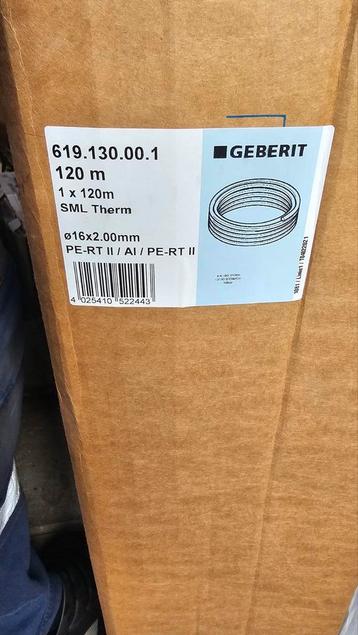 619.130.00.1
120 m
1 x 120m
SML Therm
ø16x2.00mm
PE-RT II / Al / PE-RT II
4 025410 522443
GEBERIT